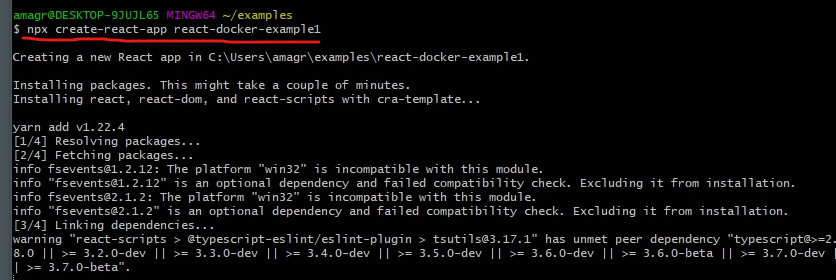 amagr@DESKTOP-9JUJL65 MINGW64 ~/examples
$ npx create-react-app react-docker-example1
Creating a new React app in C:\Users\amagr\examples\react-docker-example1.
Installing packages. This might take a couple of minutes.
Installing react, react-dom, and react-scripts with cra-template...
yarn add v1.22.4
[1/4] Resolving packages...
[2/4] Fetching packages...
info fsevents@1.2.12: The platform "win32" is incompatible with this module.
info "fsevents@1.2.12" is an optional dependency and failed compatibility check. Excluding it from installation.
info fsevents@2.1.2: The platform "win32" is incompatible with this module.
info "fsevents@2.1.2" is an optional dependency and failed compatibility check. Excluding it from installation.
[3/4] Linking dependencies...
warning "react-scripts > @typescript-eslint/eslint-plugin > tsutils@3.17.1" has unmet peer dependency "typescript@>=2.
8.0 || >= 3.2.0-dev || >= 3.3.0-dev || >= 3.4.0-dev || >= 3.5.0-dev || >= 3.6.0-dev || >= 3.6.0-beta || >= 3.7.0-dev |
| >= 3.7.0-beta".